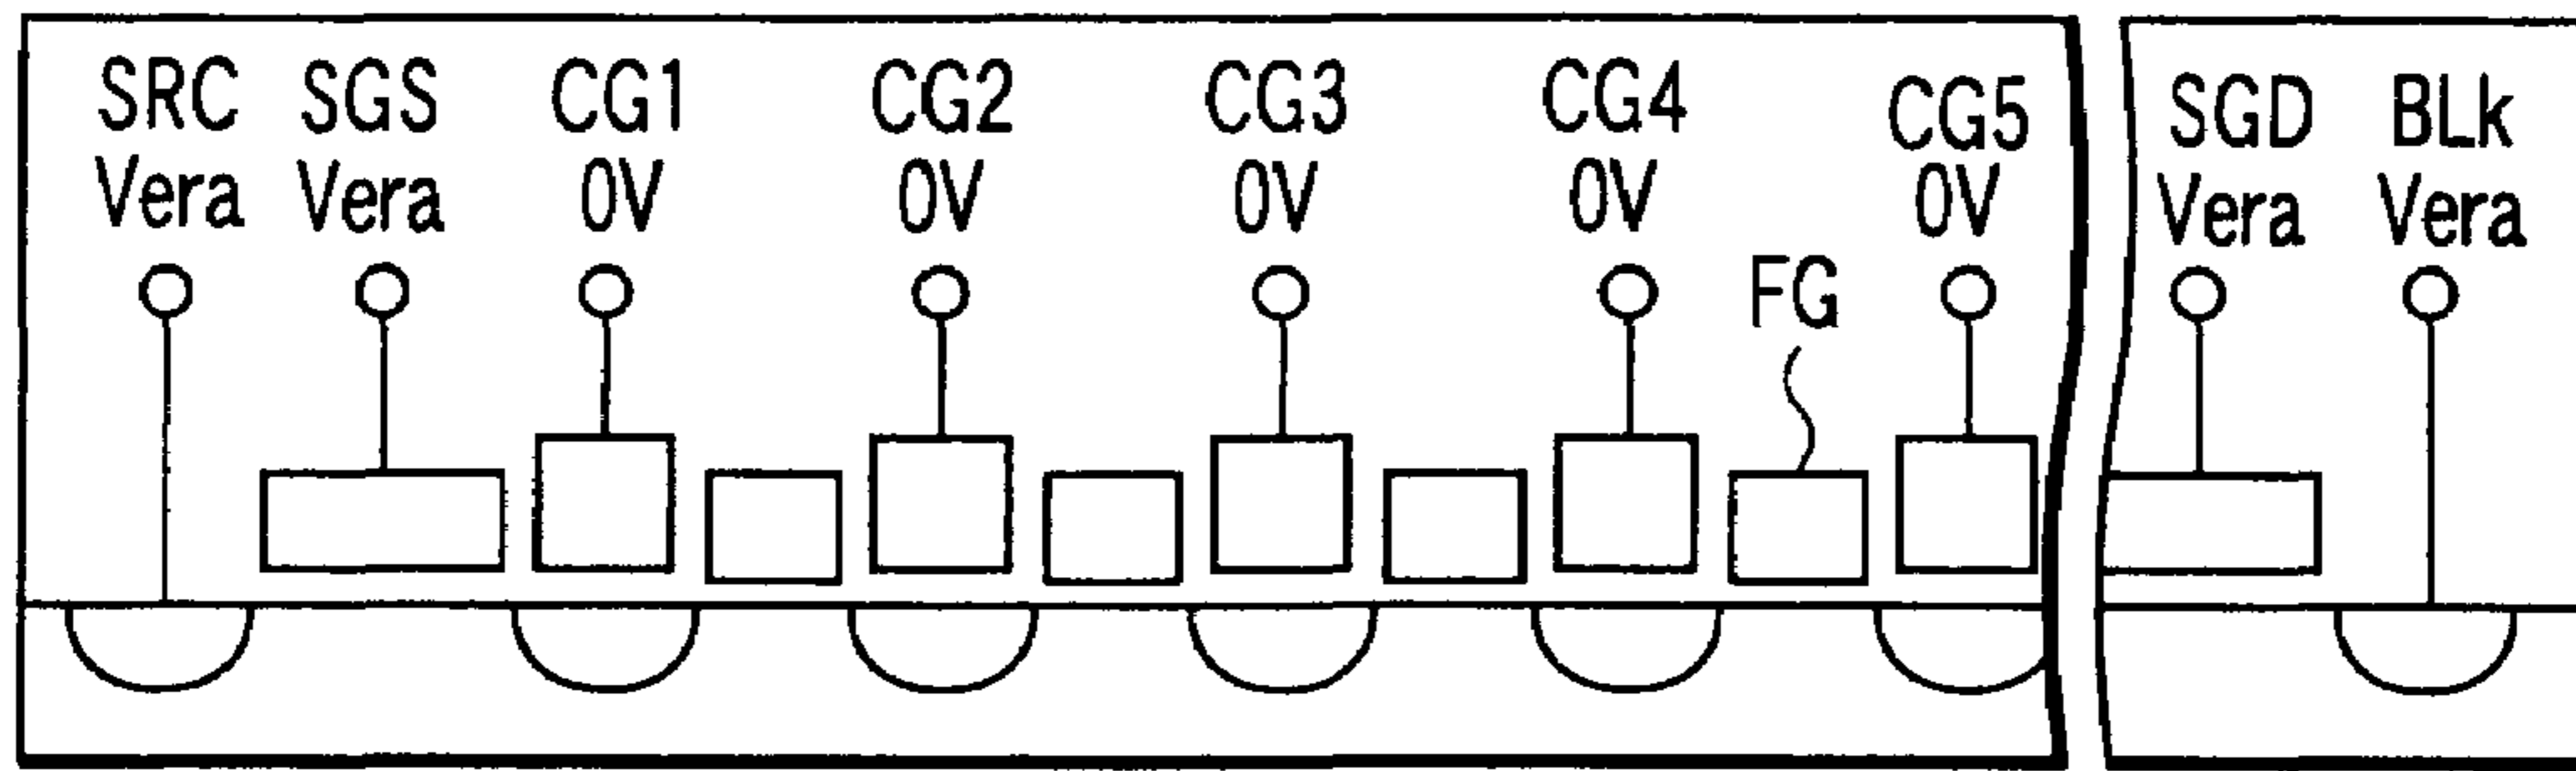 SRC SGS CG1 CG2 CG3 CG4 CG5 SGD BLk
Vera Vera 0V 0V 0V 0V 0V Vera Vera
FG